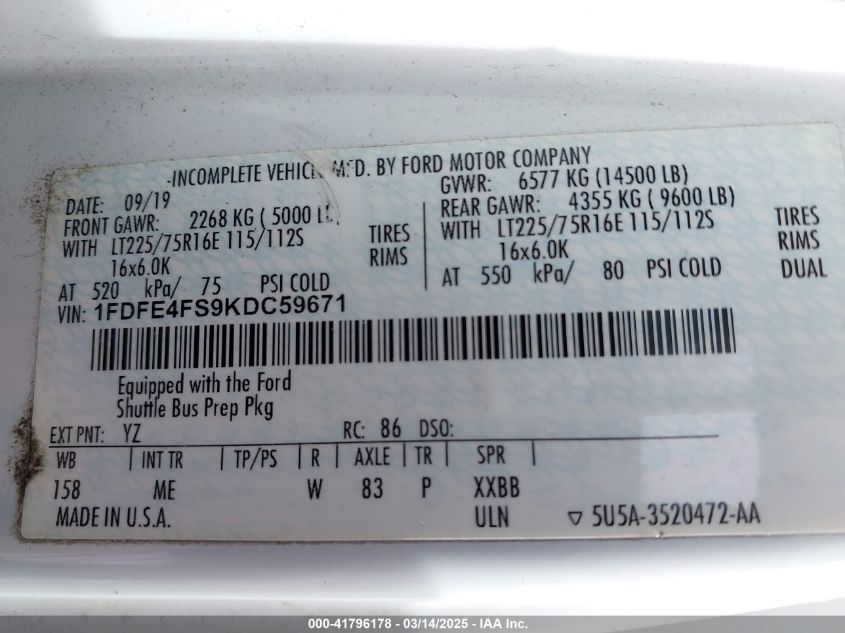 INCOMPLETE VEHICLE MFD. BY FORD MOTOR COMPANY
DATE: 09/19
GVWR: 6577 KG (14500 LB)
FRONT GAWR: 2268 KG ( 5000 LB)
REAR GAWR: 4355 KG ( 9600 LB)
WITH LT225/75R16E 115/112S TIRES
WITH LT225/75R16E 115/112S TIRES
16x6.0K RIMS
16x6.0K RIMS
AT 520 kPa/ 75 PSI COLD
AT 550 kPa/ 80 PSI COLD DUAL
VIN: 1FDFE4FS9KDC59671
Equipped with the Ford
Shuttle Bus Prep Pkg
EXT PNT: YZ RC: 86 DSO:
WB | INT TR | TP/PS | R | AXLE | TR | SPR |
158 ME W 83 P XXBB
MADE IN U.S.A. ULN ▽ 5U5A-3520472-AA
000-41796178 - 03/14/2025 - IAA Inc.